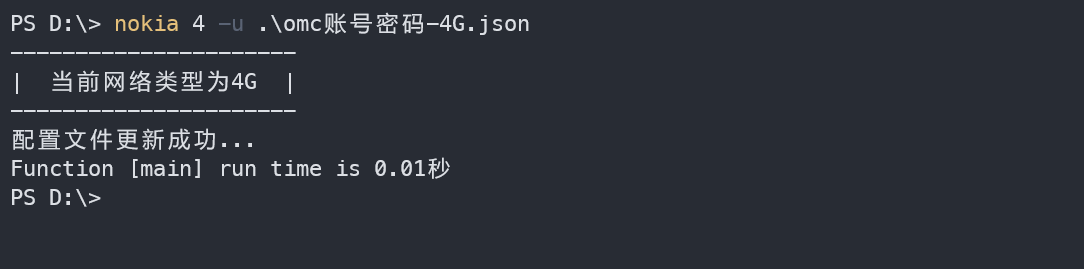 PS D:\> nokia 4 -u .\omc账号密码-4G.json
----------------------
|  当前网络类型为4G  |
----------------------
配置文件更新成功...
Function [main] run time is 0.01秒
PS D:\>